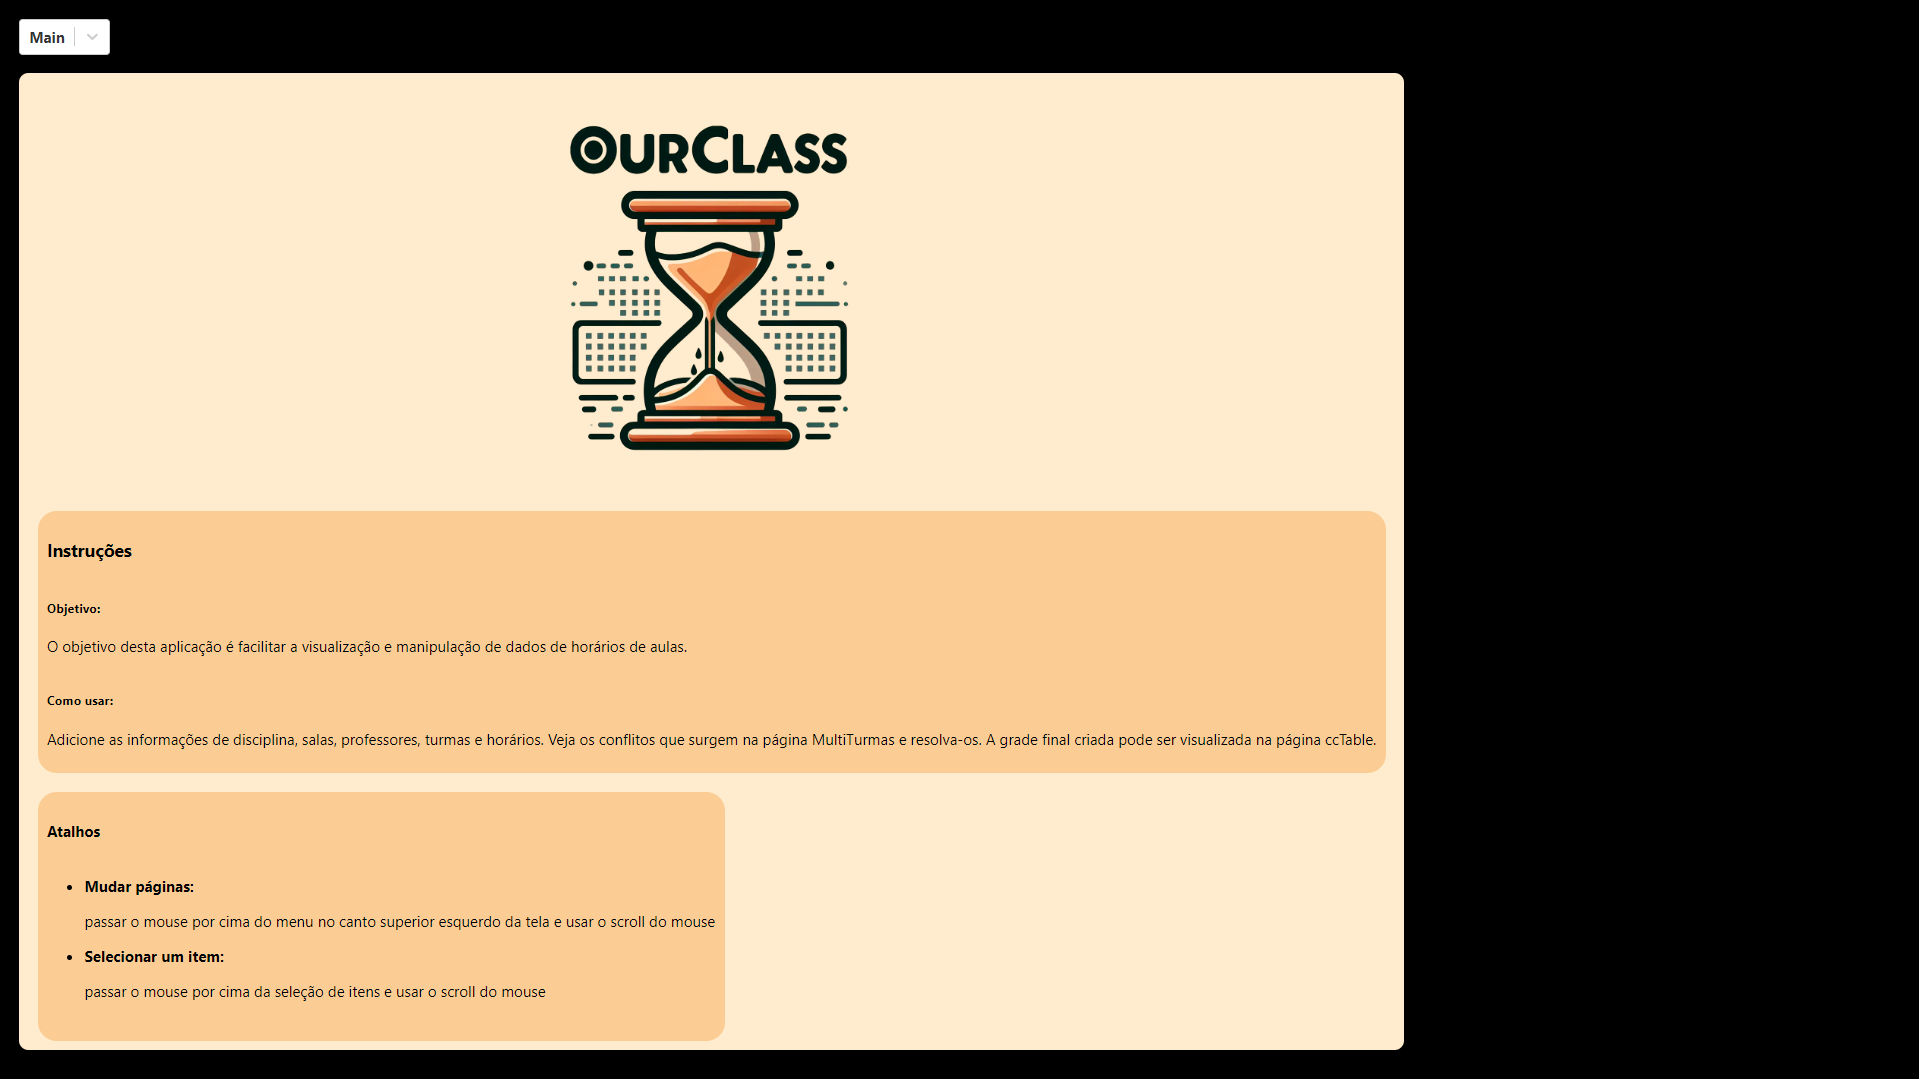 Main
OurClass
Instruções
Objetivo:
O objetivo desta aplicação é facilitar a visualização e manipulação de dados de horários de aulas.
Como usar:
Adicione as informações de disciplina, salas, professores, turmas e horários. Veja os conflitos que surgem na página MultiTurmas e resolva-os. A grade final criada pode ser visualizada na página ccTable.
Atalhos
Mudar páginas:
passar o mouse por cima do menu no canto superior esquerdo da tela e usar o scroll do mouse
Selecionar um item:
passar o mouse por cima da seleção de itens e usar o scroll do mouse